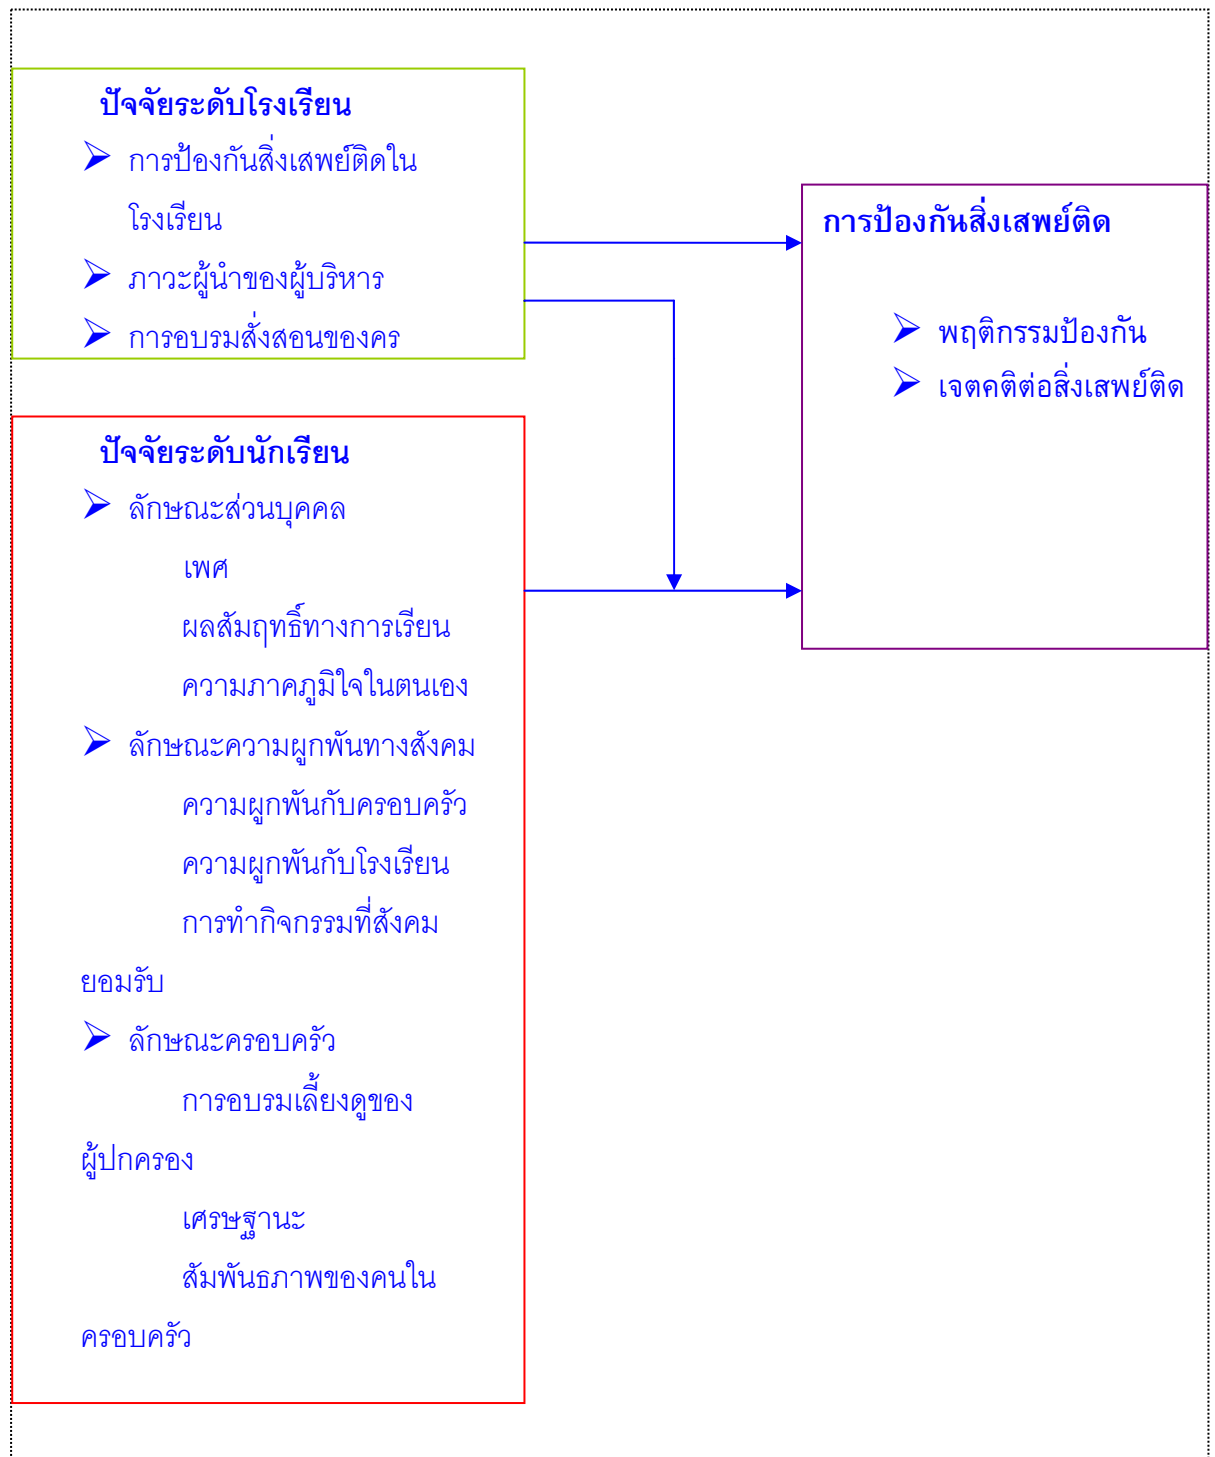 ปัจจัยระดับโรงเรียน
➢ การป้องกันสิ่งเสพย์ติดใน
โรงเรียน
➢ ภาวะผู้นำของผู้บริหาร
➢ การอบรมสั่งสอนของคร
ปัจจัยระดับนักเรียน
➢ ลักษณะส่วนบุคคล
เพศ
ผลสัมฤทธิ์ทางการเรียน
ความภาคภูมิใจในตนเอง
➢ ลักษณะความผูกพันทางสังคม
ความผูกพันกับครอบครัว
ความผูกพันกับโรงเรียน
การทำกิจกรรมที่สังคม
ยอมรับ
➢ ลักษณะครอบครัว
การอบรมเลี้ยงดูของ
ผู้ปกครอง
เศรษฐานะ
สัมพันธภาพของคนใน
ครอบครัว
การป้องกันสิ่งเสพย์ติด
➢ พฤติกรรมป้องกัน
➢ เจตคติต่อสิ่งเสพย์ติด